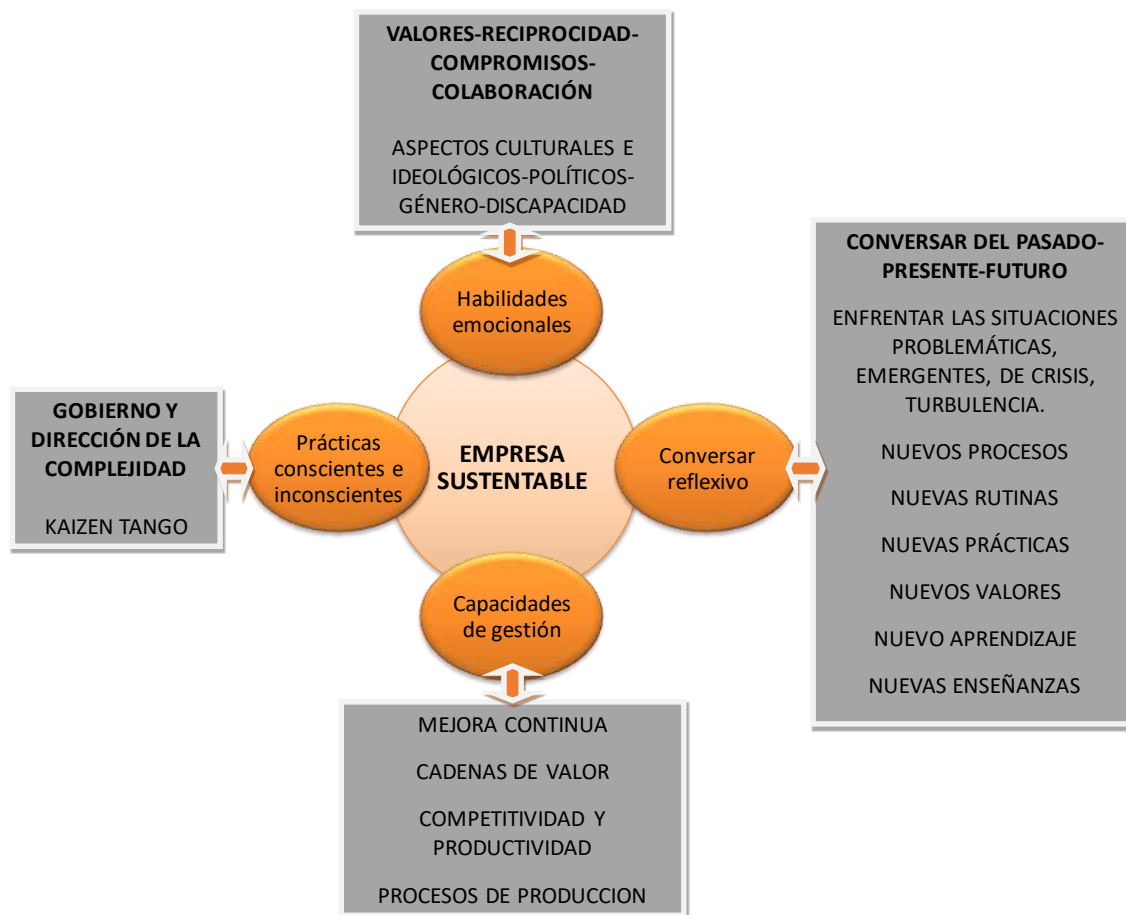 VALORES-RECIPROCIDAD-
COMPROMISOS-
COLABORACIÓN
ASPECTOS CULTURALES E
IDEOLÓGICOS-POLÍTICOS-
GÉNERO-DISCAPACIDAD
Habilidades
emocionales
GOBIERNO Y
DIRECCIÓN DE LA
COMPLEJIDAD
KAIZEN TANGO
Prácticas
conscientes e
inconscientes
EMPRESA
SUSTENTABLE
Conversar
reflexivo
CONVERSAR DEL PASADO-
PRESENTE-FUTURO
ENFRENTAR LAS SITUACIONES
PROBLEMÁTICAS,
EMERGENTES, DE CRISIS,
TURBULENCIA.
NUEVOS PROCESOS
NUEVAS RUTINAS
NUEVAS PRÁCTICAS
NUEVOS VALORES
NUEVO APRENDIZAJE
NUEVAS ENSEÑANZAS
Capacidades
de gestión
MEJORA CONTINUA
CADENAS DE VALOR
COMPETITIVIDAD Y
PRODUCTIVIDAD
PROCESOS DE PRODUCCION